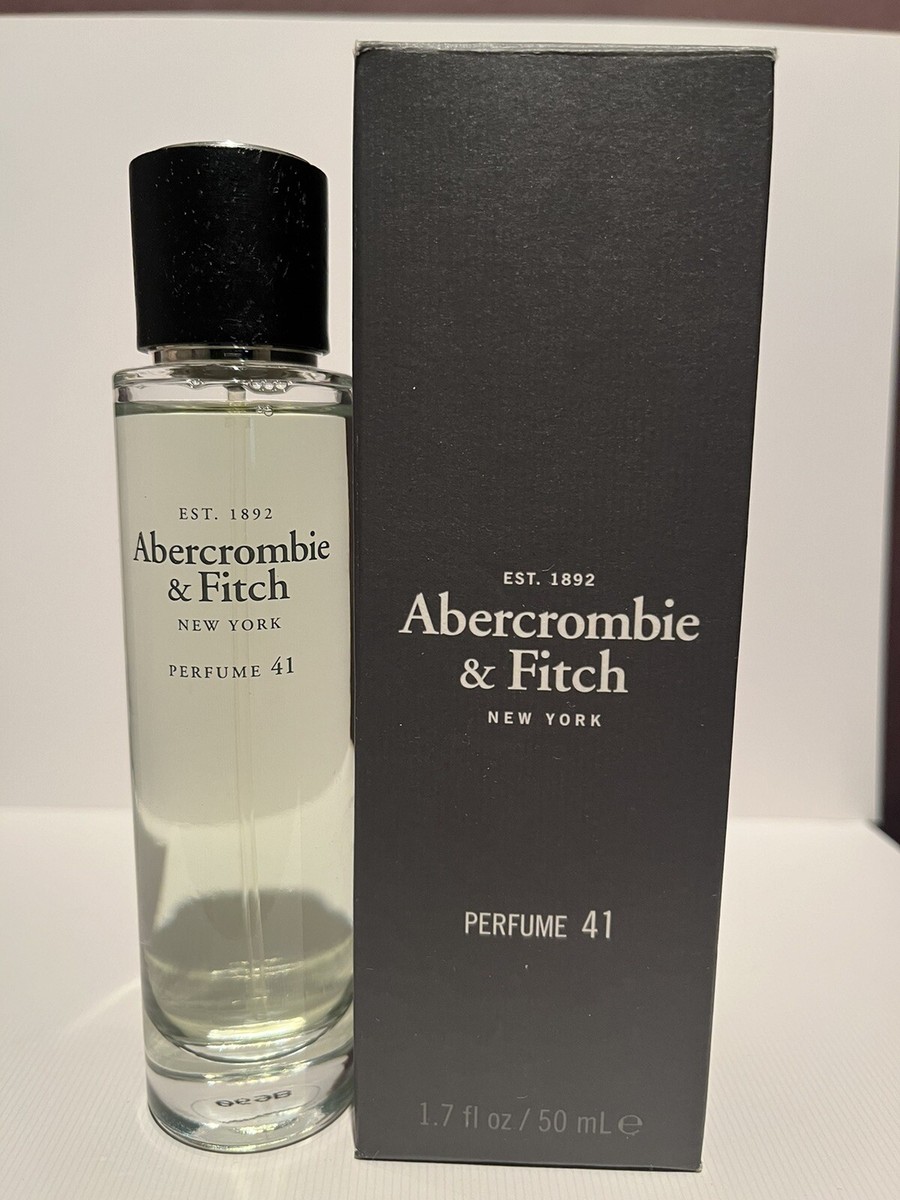 EST. 1892
Abercrombie
& Fitch
NEW YORK
PERFUME 41
EST. 1892
Abercrombie
& Fitch
NEW YORK
PERFUME 41
1.7 fl oz / 50 mL ℮